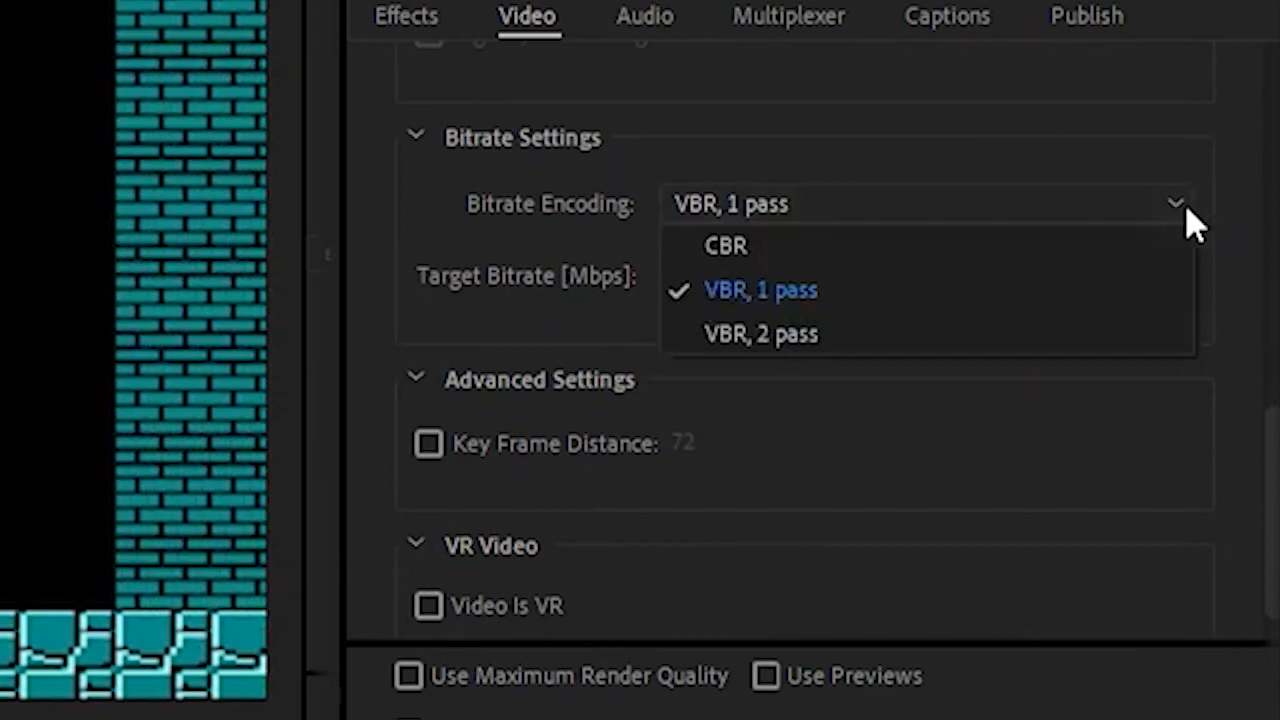 Effects Video Audio Multiplexer Captions Publish
Bitrate Settings
Bitrate Encoding: VBR, 1 pass
CBR
Target Bitrate [Mbps]:
VBR, 1 pass
VBR, 2 pass
Advanced Settings
Key Frame Distance: 72
VR Video
Video Is VR
Use Maximum Render Quality Use Previews